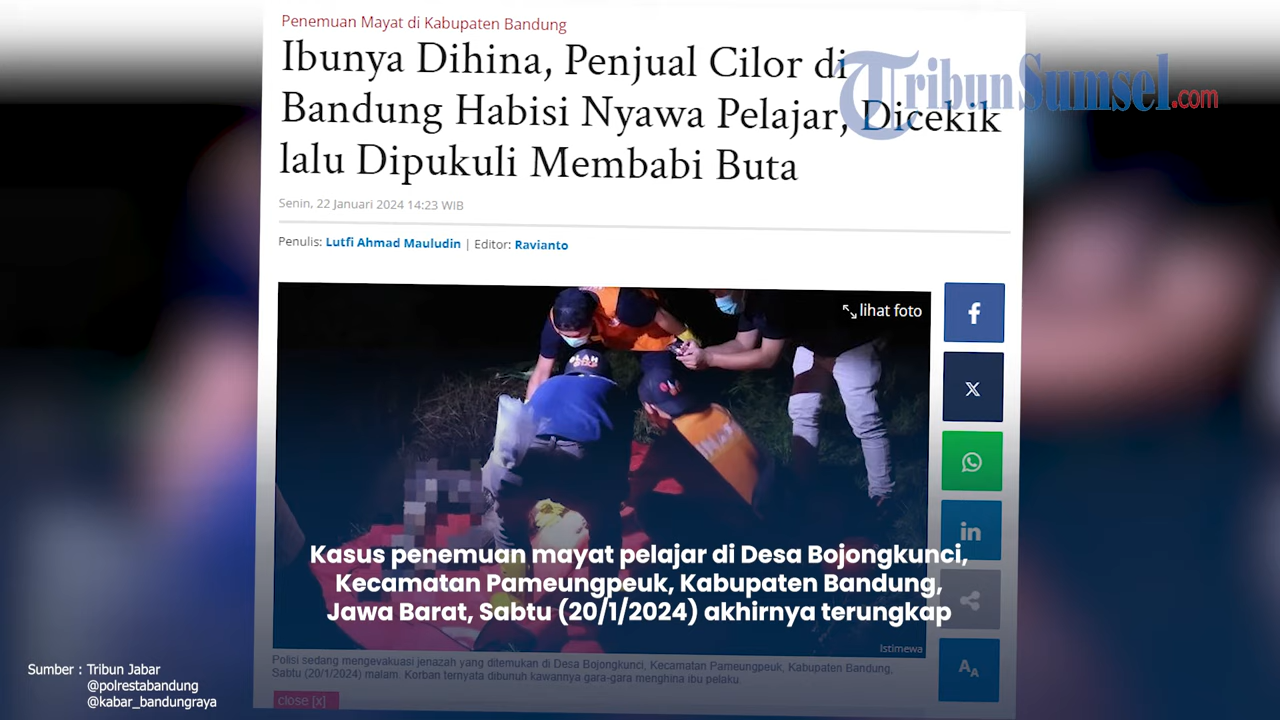 Penemuan Mayat di Kabupaten Bandung
Ibunya Dihina, Penjual Cilor di
Bandung Habisi Nyawa Pelajar, Dicekik
lalu Dipukuli Membabi Buta
TribunSumsel.com
Senin, 22 Januari 2024 14:23 WIB
Penulis: Lutfi Ahmad Mauludin | Editor: Ravianto
lihat foto
Kasus penemuan mayat pelajar di Desa Bojongkunci,
Kecamatan Pameungpeuk, Kabupaten Bandung,
Jawa Barat, Sabtu (20/1/2024) akhirnya terungkap
Istimewa
Polisi sedang mengevakuasi jenazah yang ditemukan di Desa Bojongkunci, Kecamatan Pameungpeuk, Kabupaten Bandung,
Sabtu (20/1/2024) malam. Korban ternyata dibunuh kawannya gara-gara menghina ibu pelaku.
close [x]
f
X
in
AA
Sumber : Tribun Jabar
@polrestabandung
@kabar_bandungraya